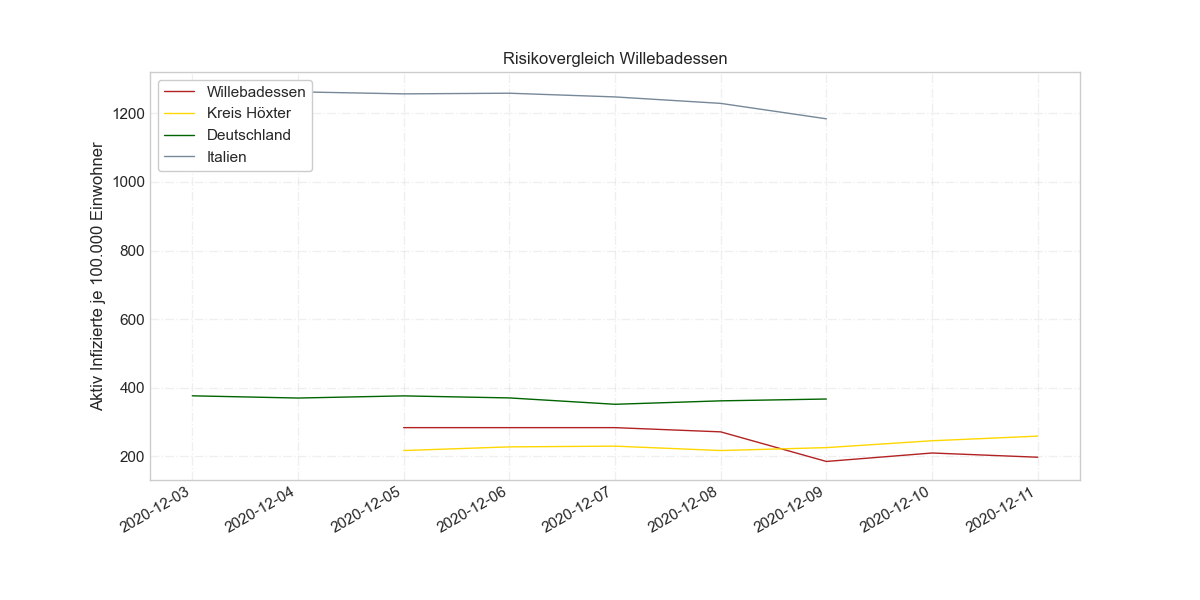 Risikovergleich Willebadessen
Willebadessen
Kreis Höxter
Deutschland
Italien
Aktiv Infizierte je 100.000 Einwohner
1200
1000
800
600
400
200
2020-12-03
2020-12-04
2020-12-05
2020-12-06
2020-12-07
2020-12-08
2020-12-09
2020-12-10
2020-12-11